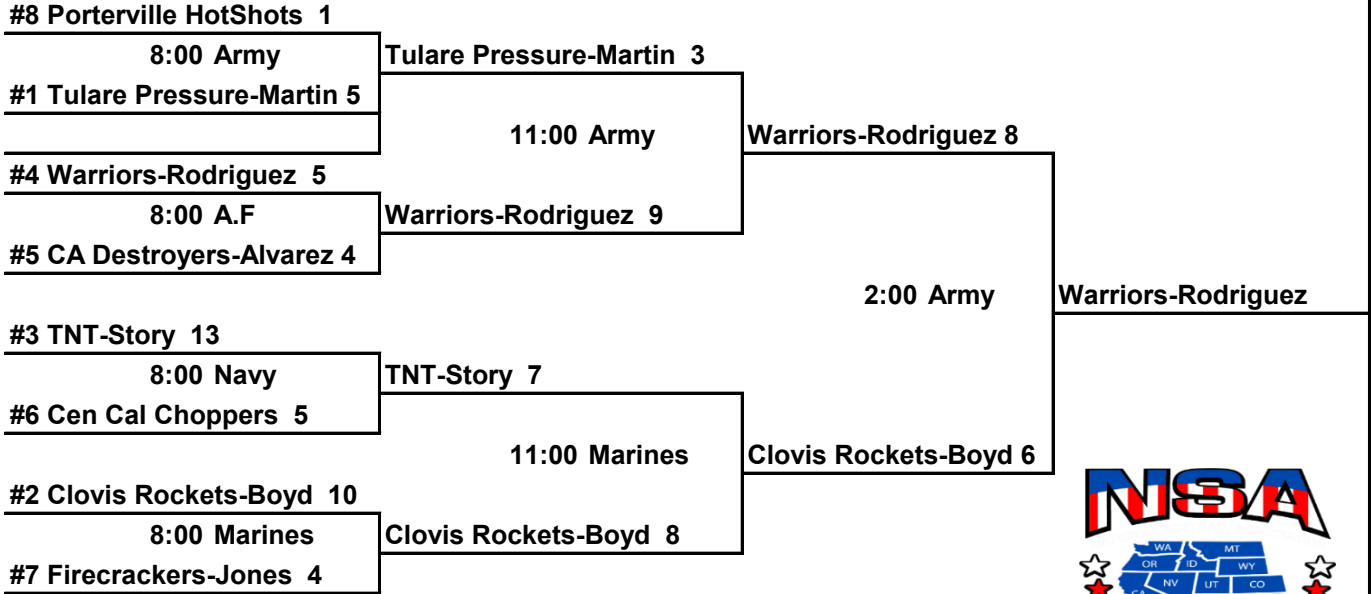 #8 Porterville HotShots 1
8:00 Army
Tulare Pressure-Martin 3
#1 Tulare Pressure-Martin 5
11:00 Army
Warriors-Rodriguez 8
#4 Warriors-Rodriguez 5
8:00 A.F
Warriors-Rodriguez 9
#5 CA Destroyers-Alvarez 4
2:00 Army
Warriors-Rodriguez
#3 TNT-Story 13
8:00 Navy
TNT-Story 7
#6 Cen Cal Choppers 5
11:00 Marines
Clovis Rockets-Boyd 6
#2 Clovis Rockets-Boyd 10
8:00 Marines
Clovis Rockets-Boyd 8
#7 Firecrackers-Jones 4
NSA
WA MT
OR ID WY
NV UT CO
CA